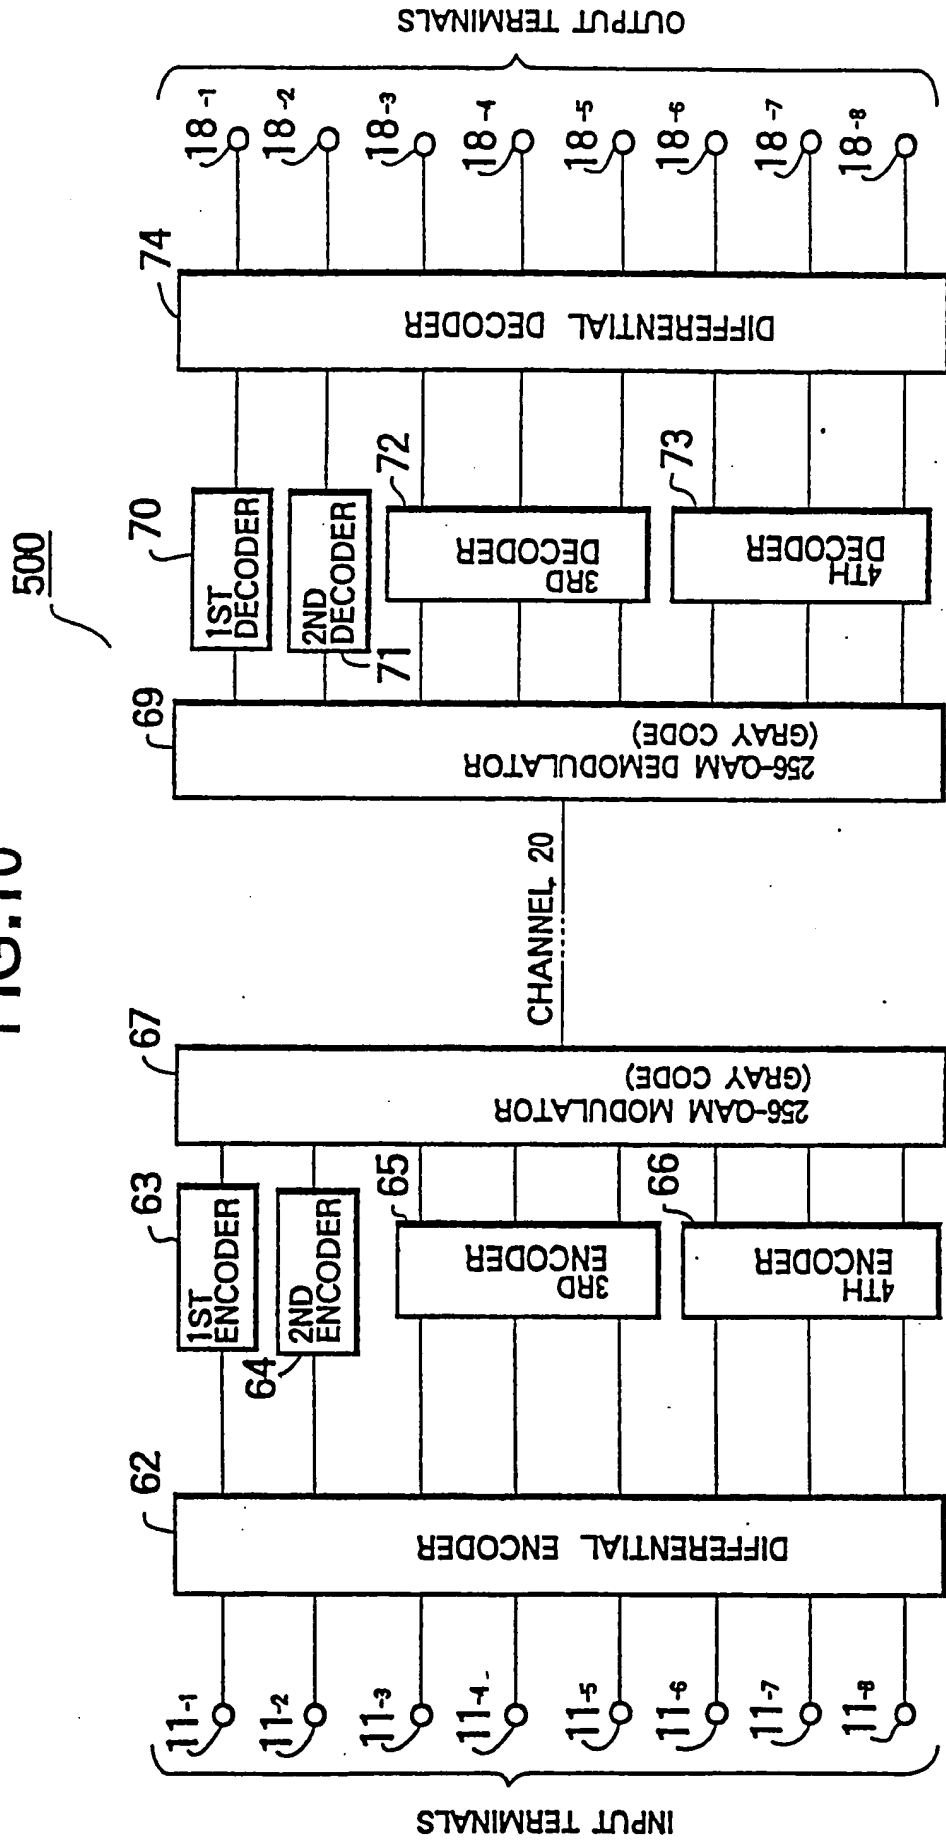 FIG.10
500
INPUT TERMINALS
11-1
11-2
11-3
11-4
11-5
11-6
11-7
11-8
62
DIFFERENTIAL ENCODER
63
1ST
ENCODER
64
2ND
ENCODER
65
3RD
ENCODER
66
4TH
ENCODER
67
256-QAM MODULATOR
(GRAY CODE)
CHANNEL 20
69
256-QAM DEMODULATOR
(GRAY CODE)
70
1ST
DECODER
71
2ND
DECODER
72
3RD
DECODER
73
4TH
DECODER
74
DIFFERENTIAL DECODER
18-1
18-2
18-3
18-4
18-5
18-6
18-7
18-8
OUTPUT TERMINALS